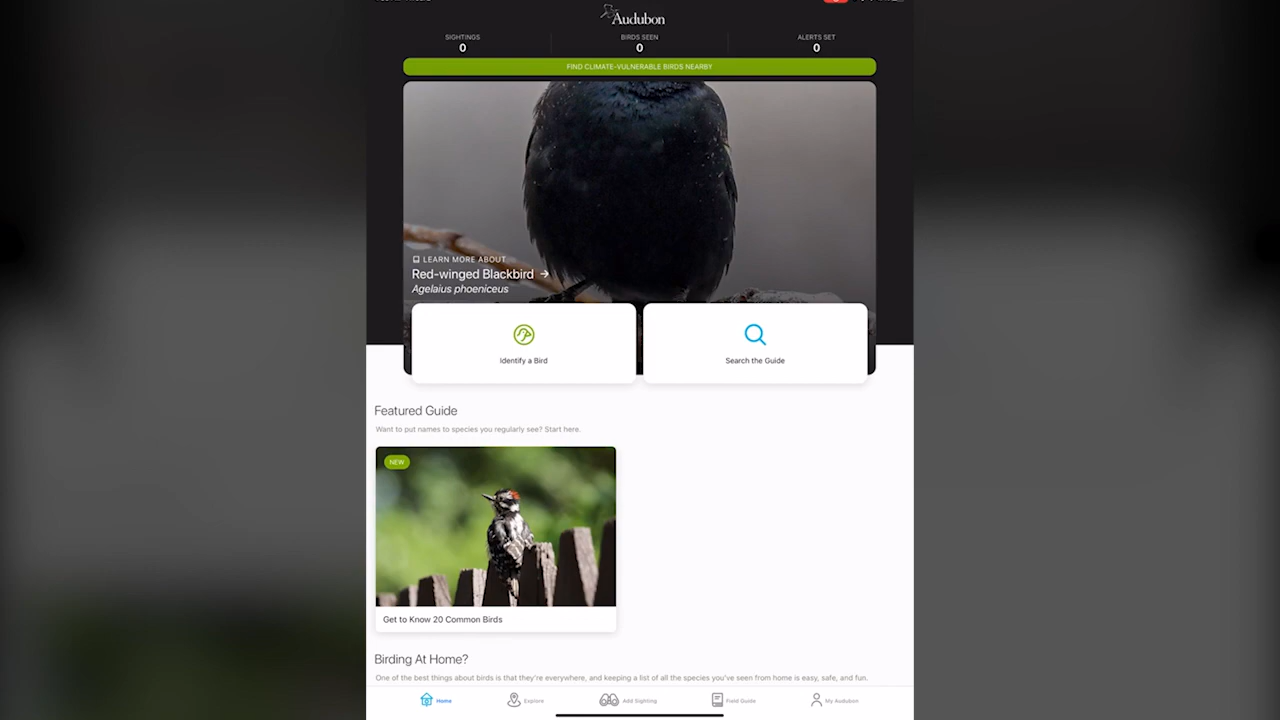 Audubon
SIGHTINGS
0
BIRDS SEEN
0
ALERTS SET
0
FIND CLIMATE-VULNERABLE BIRDS NEARBY
LEARN MORE ABOUT
Red-winged Blackbird →
Agelaius phoeniceus
Identify a Bird
Search the Guide
Featured Guide
Want to put names to species you regularly see? Start here.
NEW
Get to Know 20 Common Birds
Birding At Home?
One of the best things about birds is that they're everywhere, and keeping a list of all the species you've seen from home is easy, safe, and fun.
Home
Explore
Add Sighting
Field Guide
My Audubon